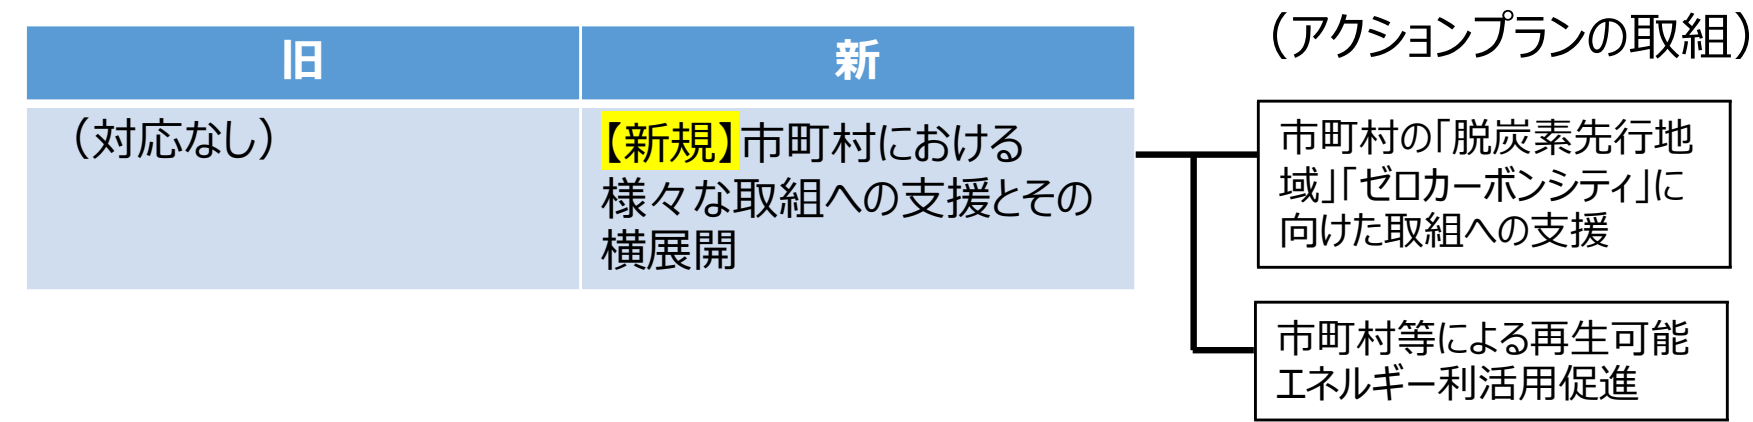 旧
新
（アクションプランの取組）
（対応なし）
【新規】市町村における
様々な取組への支援とその
横展開
市町村の「脱炭素先行地
域」「ゼロカーボンシティ」に
向けた取組への支援
市町村等による再生可能
エネルギー利活用促進